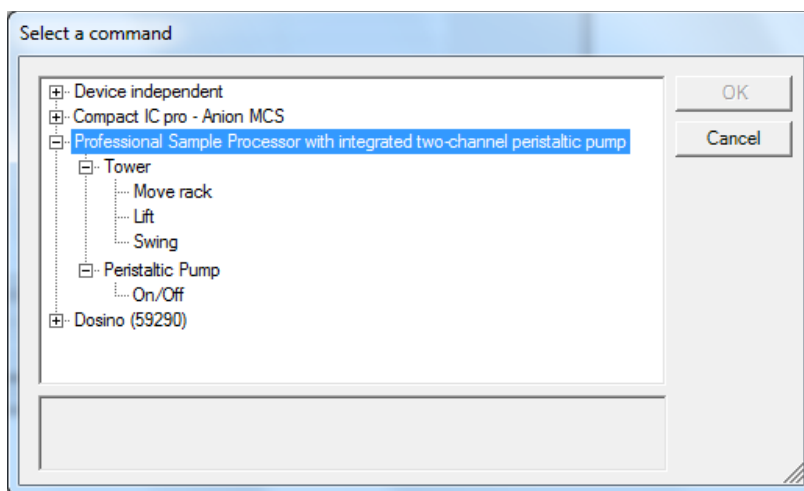 Select a command
Device independent
Compact IC pro - Anion MCS
Professional Sample Processor with integrated two-channel peristaltic pump
Tower
Move rack
Lift
Swing
Peristaltic Pump
On/Off
Dosino (59290)
OK
Cancel